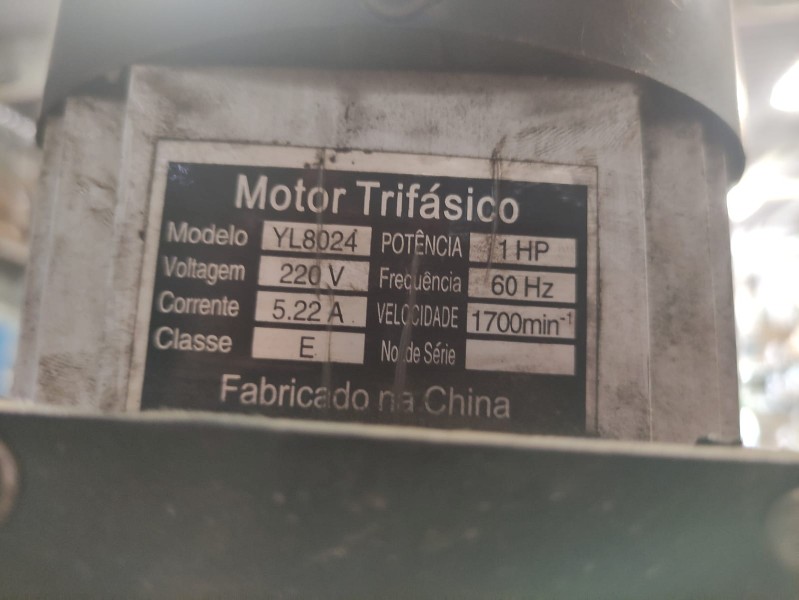 Motor Trifásico
Modelo YL8024 POTÊNCIA 1 HP
Voltagem 220 V Frequência 60 Hz
Corrente 5.22 A VELOCIDADE 1700min-¹
Classe E No. de Série
Fabricado na China